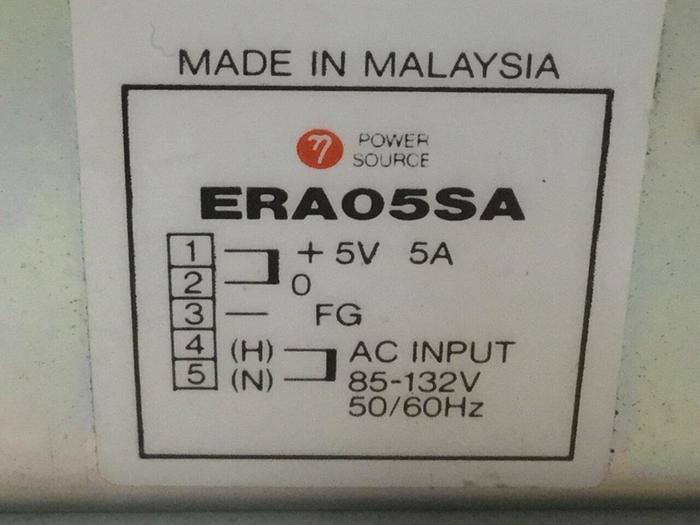 MADE IN MALAYSIA
η POWER
SOURCE
ERA05SA
1 + 5V 5A
2 0
3 — FG
4 (H) AC INPUT
5 (N) 85-132V
50/60Hz